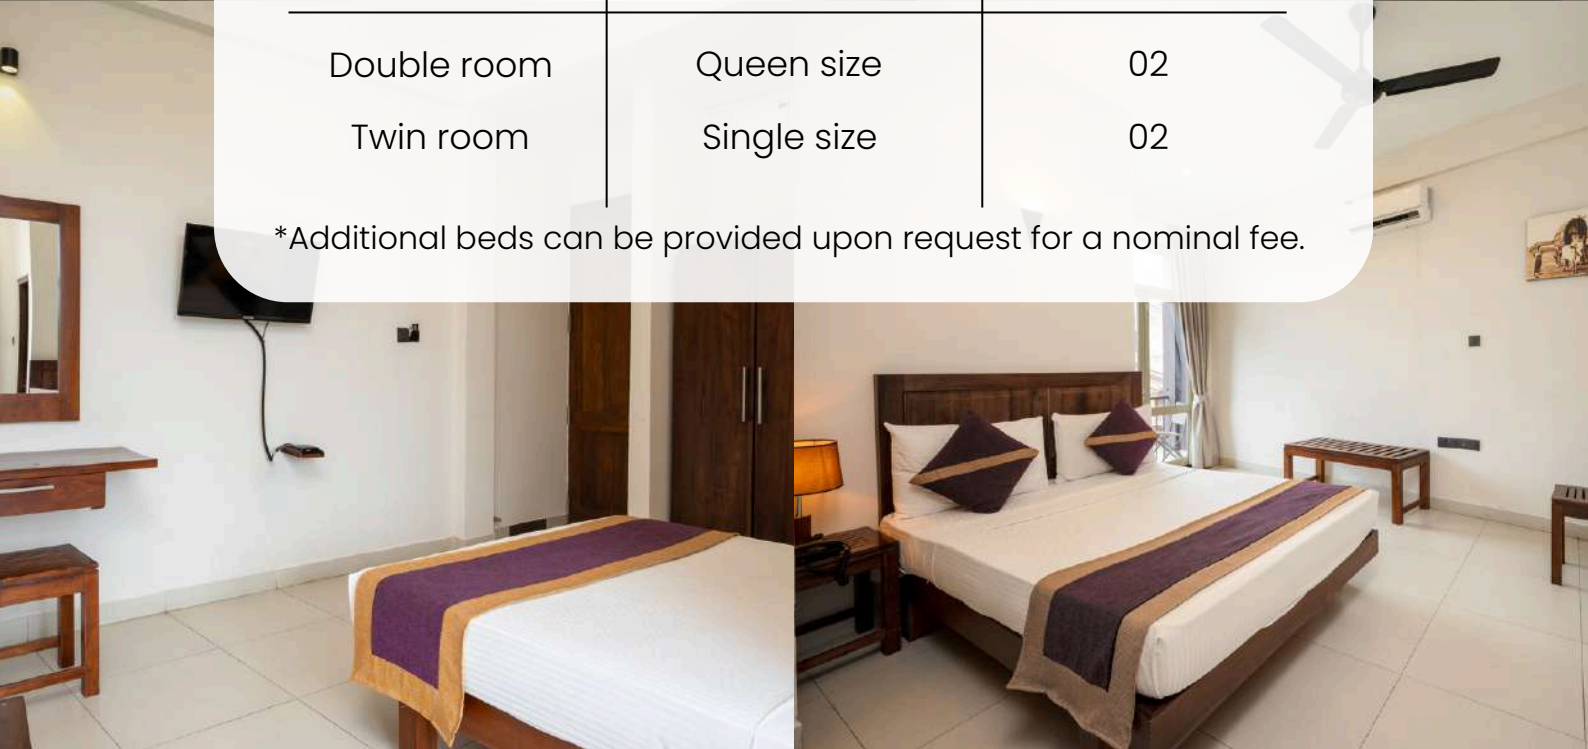 Double room Queen size 02
Twin room Single size 02
*Additional beds can be provided upon request for a nominal fee.